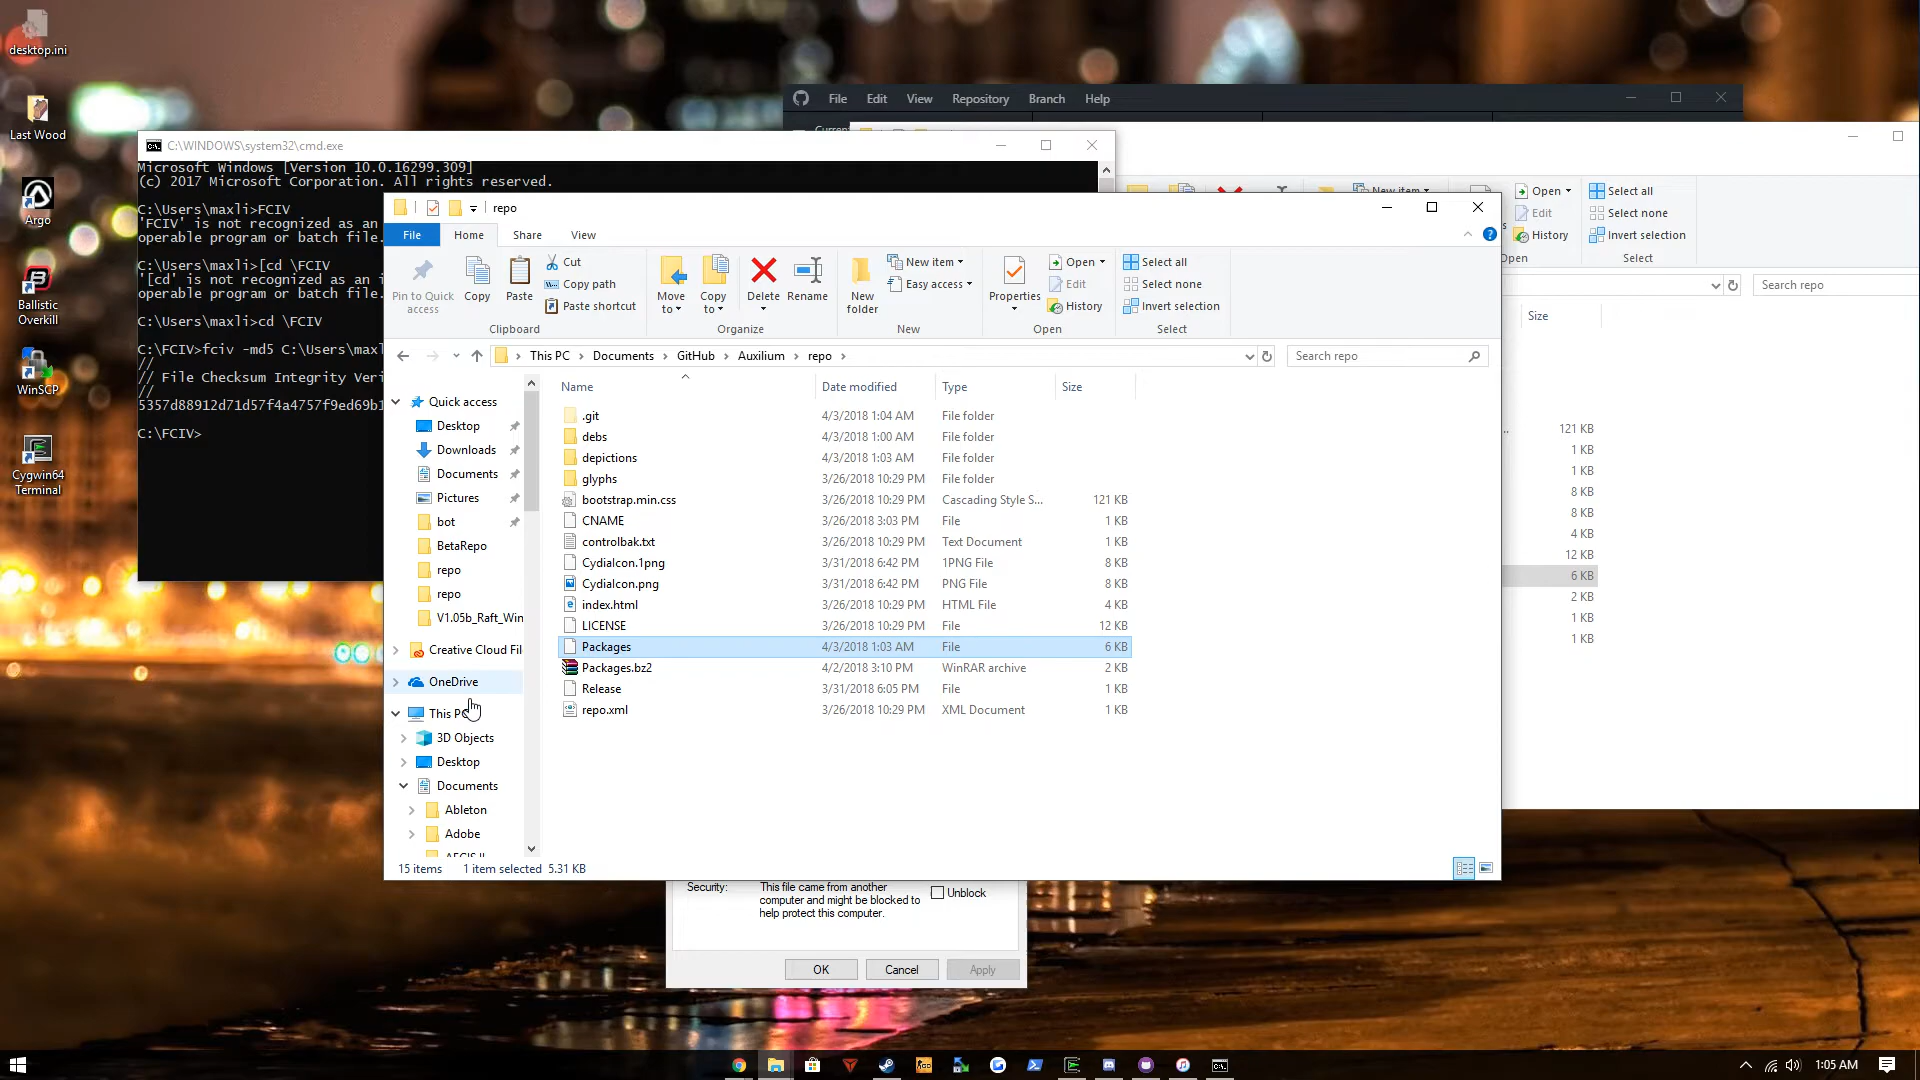 desktop.ini
Last Wood
Argo
Ballistic
Overkill
WinSCP
Cygwin64
Terminal
File Edit View Repository Branch Help
C:\WINDOWS\system32\cmd.exe
Microsoft Windows [Version 10.0.16299.309]
(c) 2017 Microsoft Corporation. All rights reserved.
C:\Users\maxli>FCIV
'FCIV' is not recognized as an
operable program or batch file.
C:\Users\maxli>[cd \FCIV
'[cd' is not recognized as an i
operable program or batch file.
C:\Users\maxli>cd \FCIV
C:\FCIV>fciv -md5 C:\Users\maxl
//
// File Checksum Integrity Veri
//
5357d88912d71d57f4a4757f9ed69b1
C:\FCIV>
New item
Open
Edit
History
Select all
Select none
Invert selection
Open
Select
Search repo
Size
121 KB
1 KB
1 KB
8 KB
8 KB
4 KB
12 KB
6 KB
2 KB
1 KB
1 KB
repo
File Home Share View
Pin to Quick
access
Copy
Paste
Cut
Copy path
Paste shortcut
Clipboard
Move
to
Copy
to
Delete
Rename
Organize
New
folder
New item
Easy access
New
Properties
Open
Edit
History
Open
Select all
Select none
Invert selection
Select
This PC > Documents > GitHub > Auxilium > repo >
Search repo
Quick access
Desktop
Downloads
Documents
Pictures
bot
BetaRepo
repo
repo
V1.05b_Raft_Win
Creative Cloud Fil
OneDrive
This PC
3D Objects
Desktop
Documents
Ableton
Adobe
Name Date modified Type Size
.git 4/3/2018 1:04 AM File folder
debs 4/3/2018 1:00 AM File folder
depictions 4/3/2018 1:03 AM File folder
glyphs 3/26/2018 10:29 PM File folder
bootstrap.min.css 3/26/2018 10:29 PM Cascading Style S... 121 KB
CNAME 3/26/2018 3:03 PM File 1 KB
controlbak.txt 3/26/2018 10:29 PM Text Document 1 KB
CydiaIcon.1png 3/31/2018 6:42 PM 1PNG File 8 KB
CydiaIcon.png 3/31/2018 6:42 PM PNG File 8 KB
index.html 3/26/2018 10:29 PM HTML File 4 KB
LICENSE 3/26/2018 10:29 PM File 12 KB
Packages 4/3/2018 1:03 AM File 6 KB
Packages.bz2 4/2/2018 3:10 PM WinRAR archive 2 KB
Release 3/31/2018 6:05 PM File 1 KB
repo.xml 3/26/2018 10:29 PM XML Document 1 KB
15 items 1 item selected 5.31 KB
Security: This file came from another
computer and might be blocked to
help protect this computer.
Unblock
OK Cancel Apply
1:05 AM